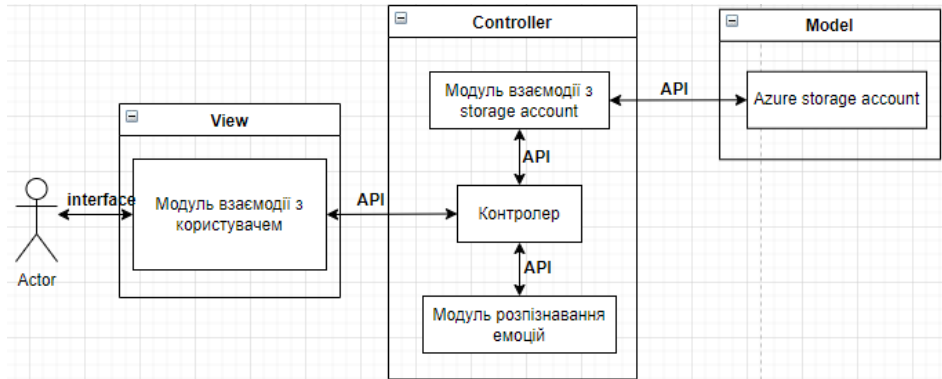 Controller
Model
Модуль взаємодії з
storage account
API
Azure storage account
View
API
interface
Модуль взаємодії з
користувачем
API
Контролер
API
Actor
Модуль розпізнавання
емоцій